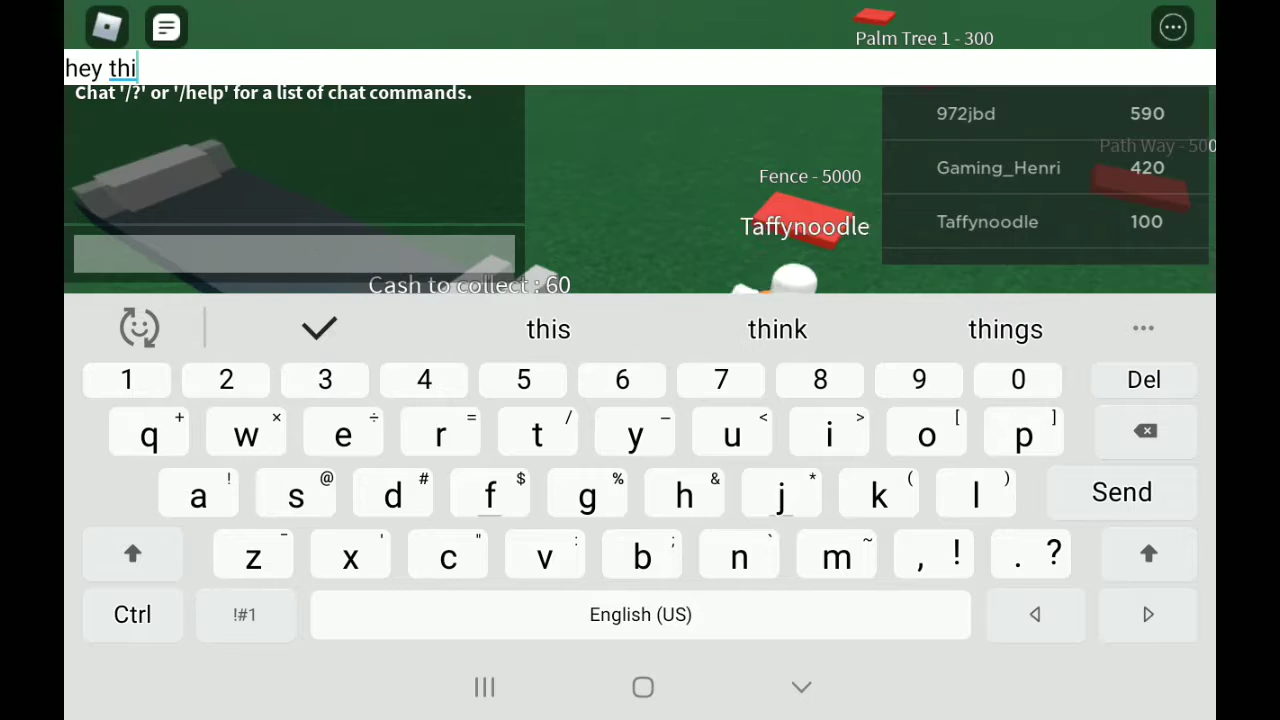 Palm Tree 1 - 300
hey thi
Chat '/?' or '/help' for a list of chat commands.
972jbd 590
Path Way - 500
Gaming_Henri 420
Fence - 5000
Taffynoodle
Taffynoodle 100
Cash to collect : 60
this think things
1 2 3 4 5 6 7 8 9 0 Del
q + w × e ÷ r = t / y – u < i > o [ p ]
a ! s @ d # f $ g % h & j * k ( l ) Send
z - x ' c " v : b ; n ` m ~ , ! . ?
Ctrl !#1 English (US)